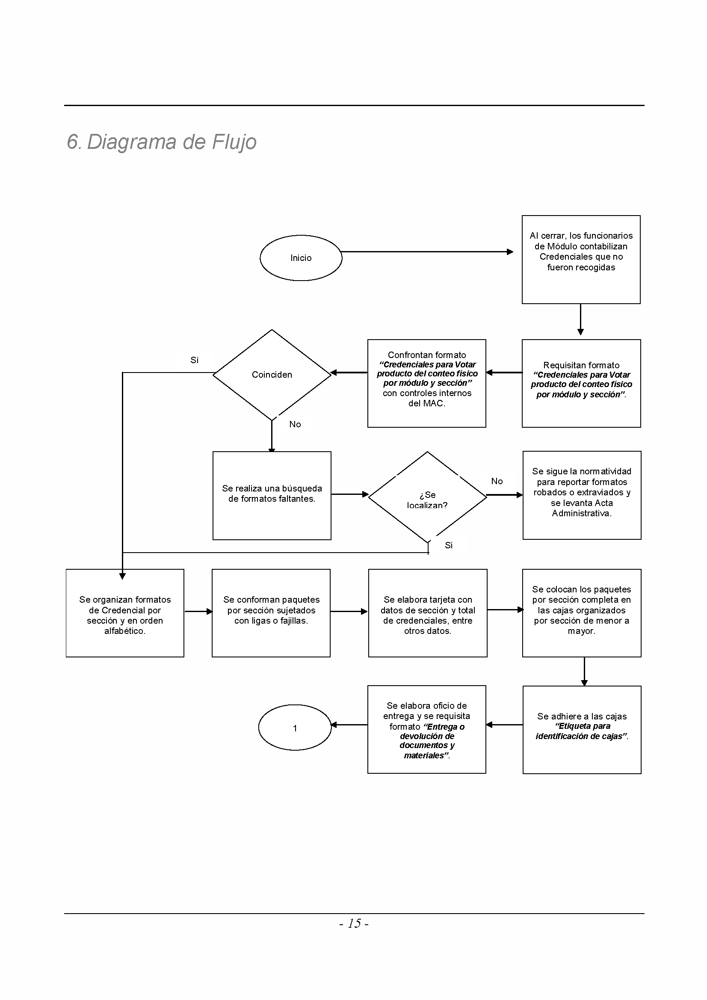 6. Diagrama de Flujo
Inicio
Al cerrar, los funcionarios
de Módulo contabilizan
Credenciales que no
fueron recogidas
Requisitan formato
“Credenciales para Votar
producto del conteo físico
por módulo y sección”.
Confrontan formato
“Credenciales para Votar
producto del conteo físico
por módulo y sección”
con controles internos
del MAC.
Coinciden
Si
No
Se realiza una búsqueda
de formatos faltantes.
¿Se
localizan?
No
Si
Se sigue la normatividad
para reportar formatos
robados o extraviados y
se levanta Acta
Administrativa.
Se organizan formatos
de Credencial por
sección y en orden
alfabético.
Se conforman paquetes
por sección sujetados
con ligas o fajillas.
Se elabora tarjeta con
datos de sección y total
de credenciales, entre
otros datos.
Se colocan los paquetes
por sección completa en
las cajas organizados
por sección de menor a
mayor.
Se adhiere a las cajas
“Etiqueta para
identificación de cajas”.
Se elabora oficio de
entrega y se requisita
formato “Entrega o
devolución de
documentos y
materiales”.
1
- 15 -